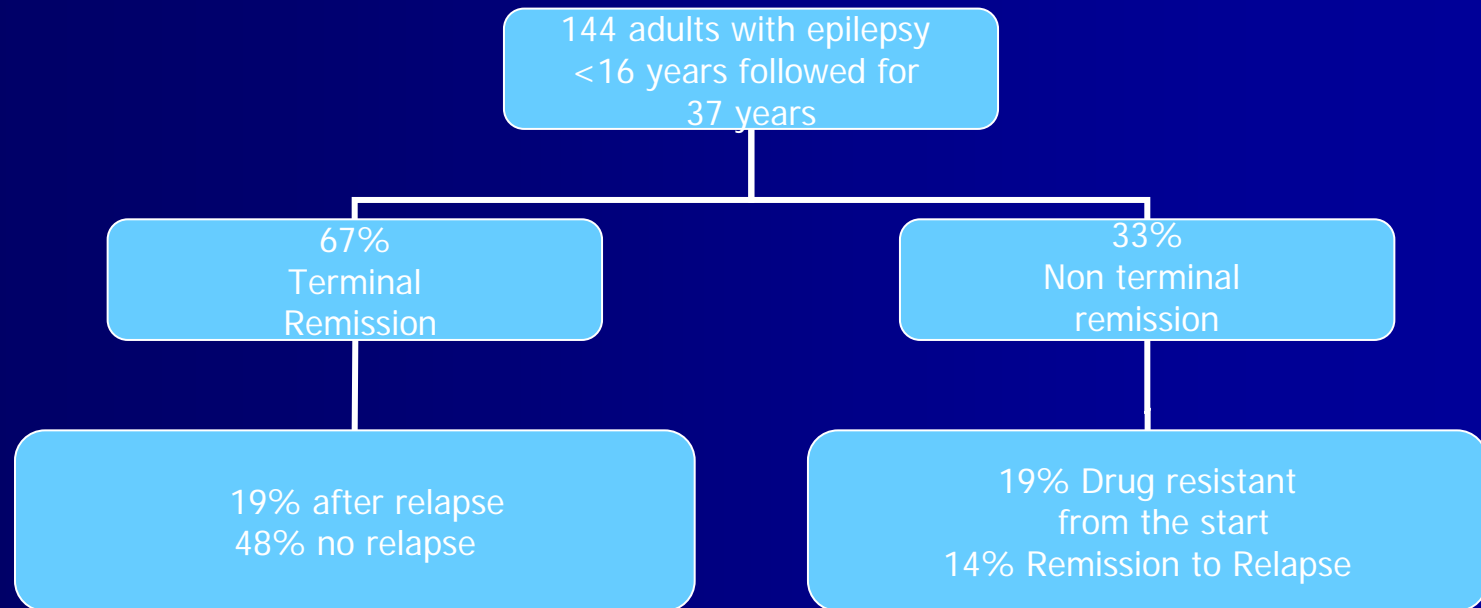 144 adults with epilepsy
<16 years followed for
37 years
67%
Terminal
Remission
33%
Non terminal
remission
19% after relapse
48% no relapse
19% Drug resistant
from the start
14% Remission to Relapse